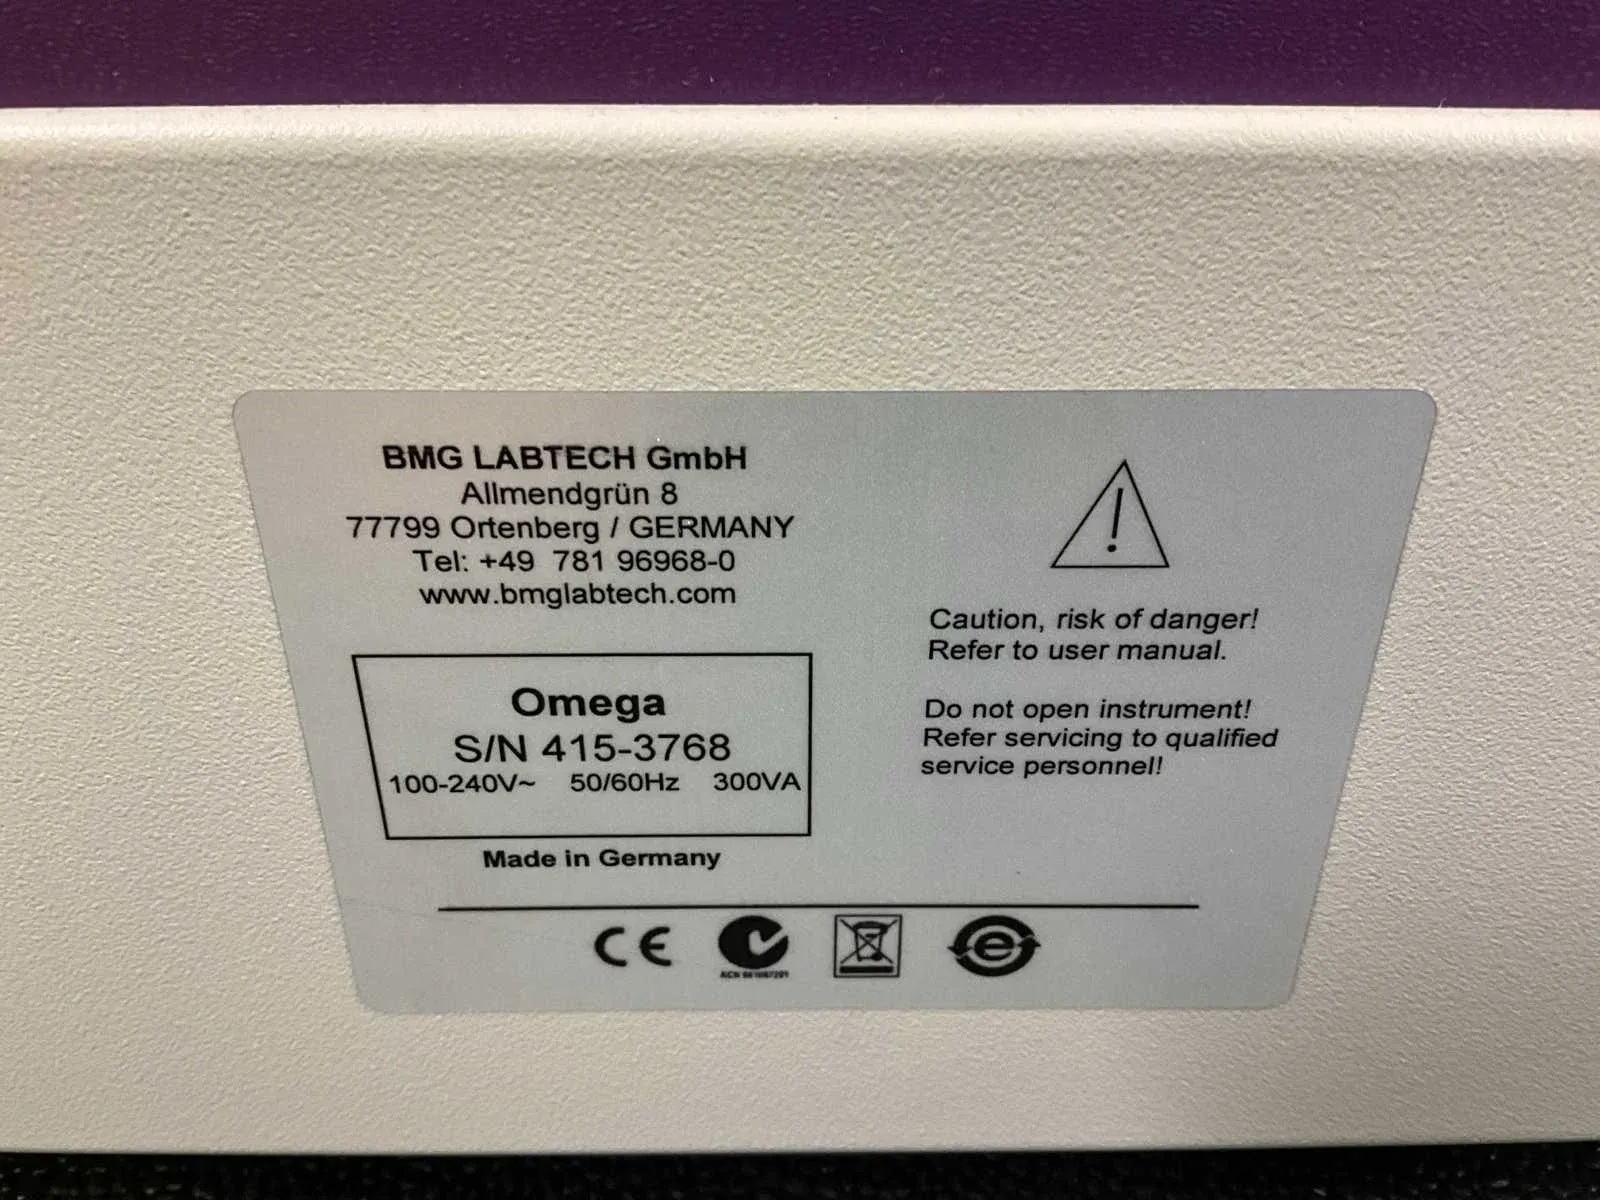 BMG LABTECH GmbH
Allmendgrün 8
77799 Ortenberg / GERMANY
Tel: +49 781 96968-0
www.bmglabtech.com
Omega
S/N 415-3768
100-240V~ 50/60Hz 300VA
Made in Germany
!
Caution, risk of danger!
Refer to user manual.
Do not open instrument!
Refer servicing to qualified
service personnel!
CE
ACN
e